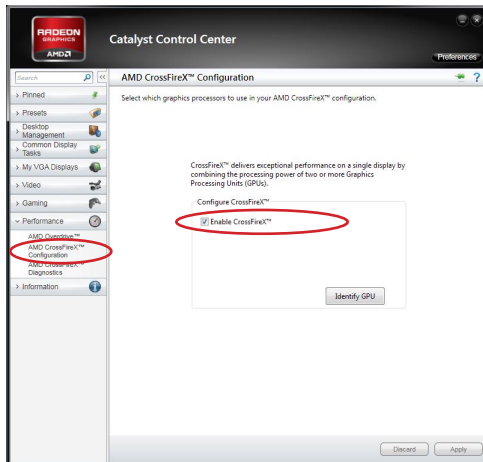 RADEON
GRAPHICS
AMD
Catalyst Control Center
Preferences
Search
«
AMD CrossFireX™ Configuration
?
Select which graphics processors to use in your AMD CrossFireX™ configuration.
> Pinned
> Presets
> Desktop
Management
> Common Display
Tasks
> My VGA Displays
> Video
> Gaming
Performance
AMD Overdrive™
AMD CrossFireX™
Configuration
AMD CrossFireX™
Diagnostics
> Information
CrossFireX™ delivers exceptional performance on a single display by
combining the processing power of two or more Graphics
Processing Units (GPUs).
Configure CrossFireX™
Enable CrossFireX™
Identify GPU
Discard
Apply